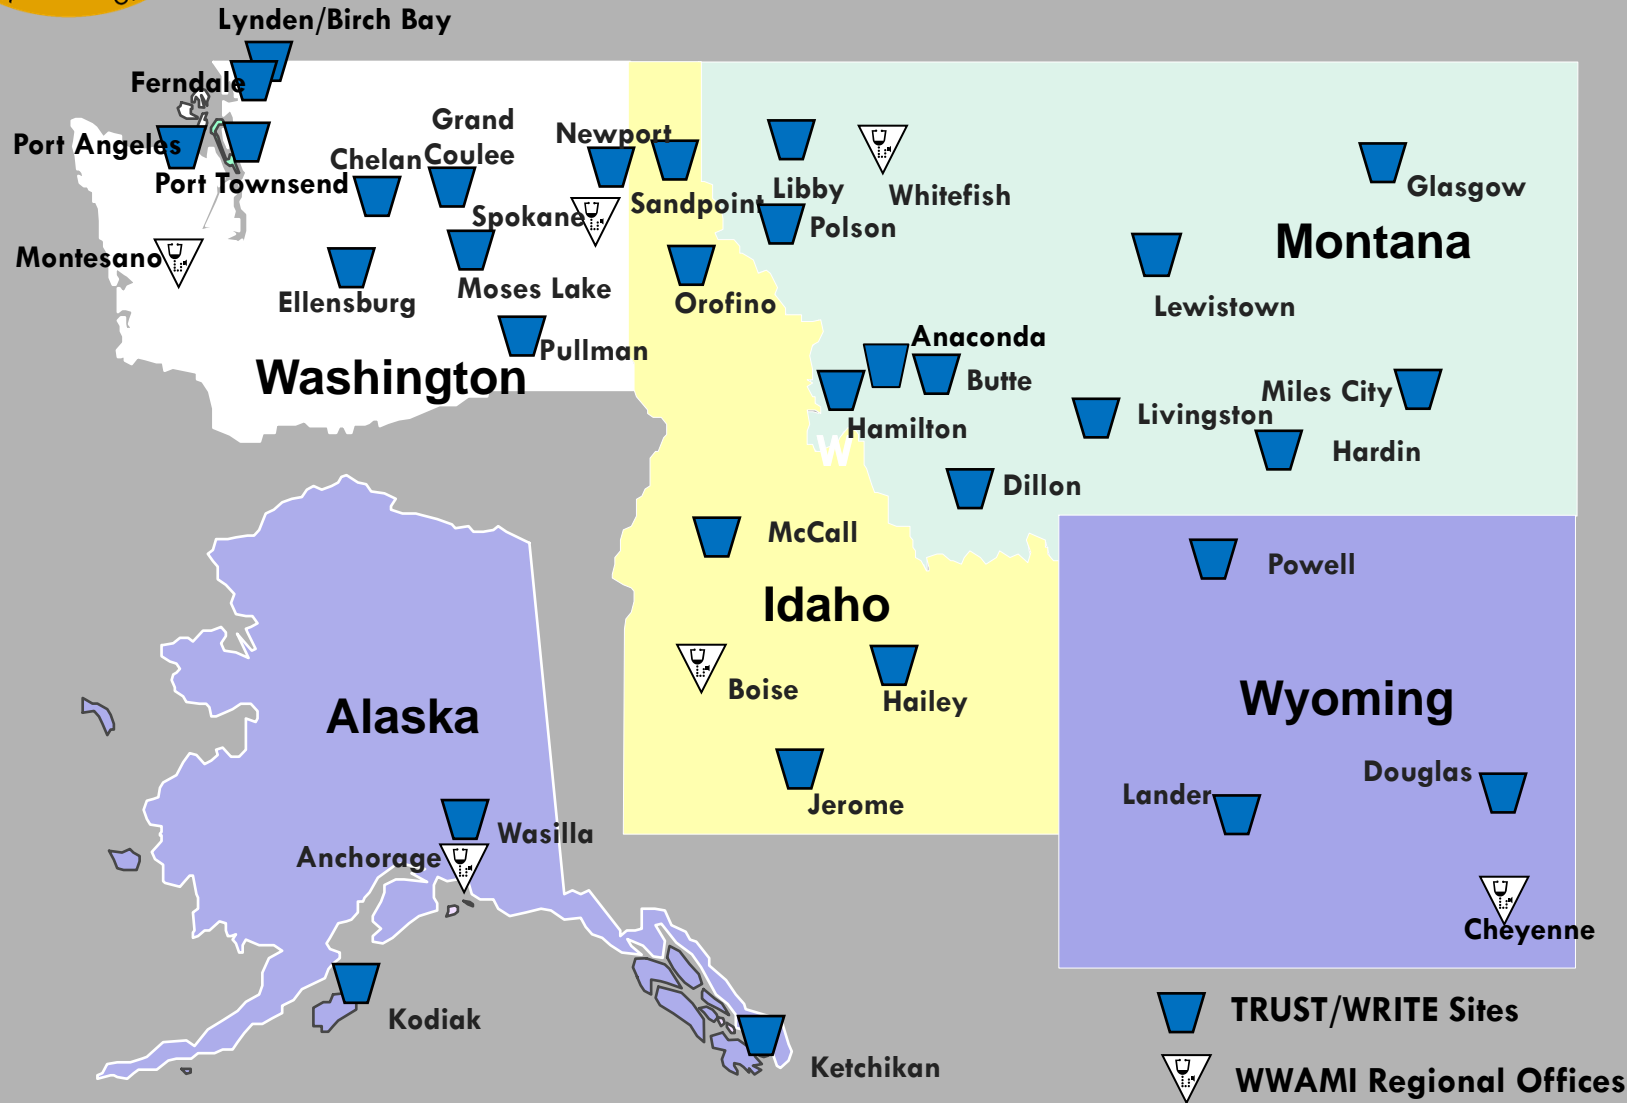 Lynden/Birch Bay
Ferndale
Port Angeles
Port Townsend
Chelan
Grand
Coulee
Newport
Spokane
Sandpoint
Montesano
Ellensburg
Moses Lake
Pullman
Washington
Orofino
Libby
Whitefish
Polson
Glasgow
Montana
Lewistown
Anaconda
Butte
Hamilton
W
Livingston
Miles City
Hardin
Dillon
McCall
Idaho
Boise
Hailey
Jerome
Powell
Wyoming
Lander
Douglas
Cheyenne
Alaska
Wasilla
Anchorage
Kodiak
Ketchikan
TRUST/WRITE Sites
WWAMI Regional Offices